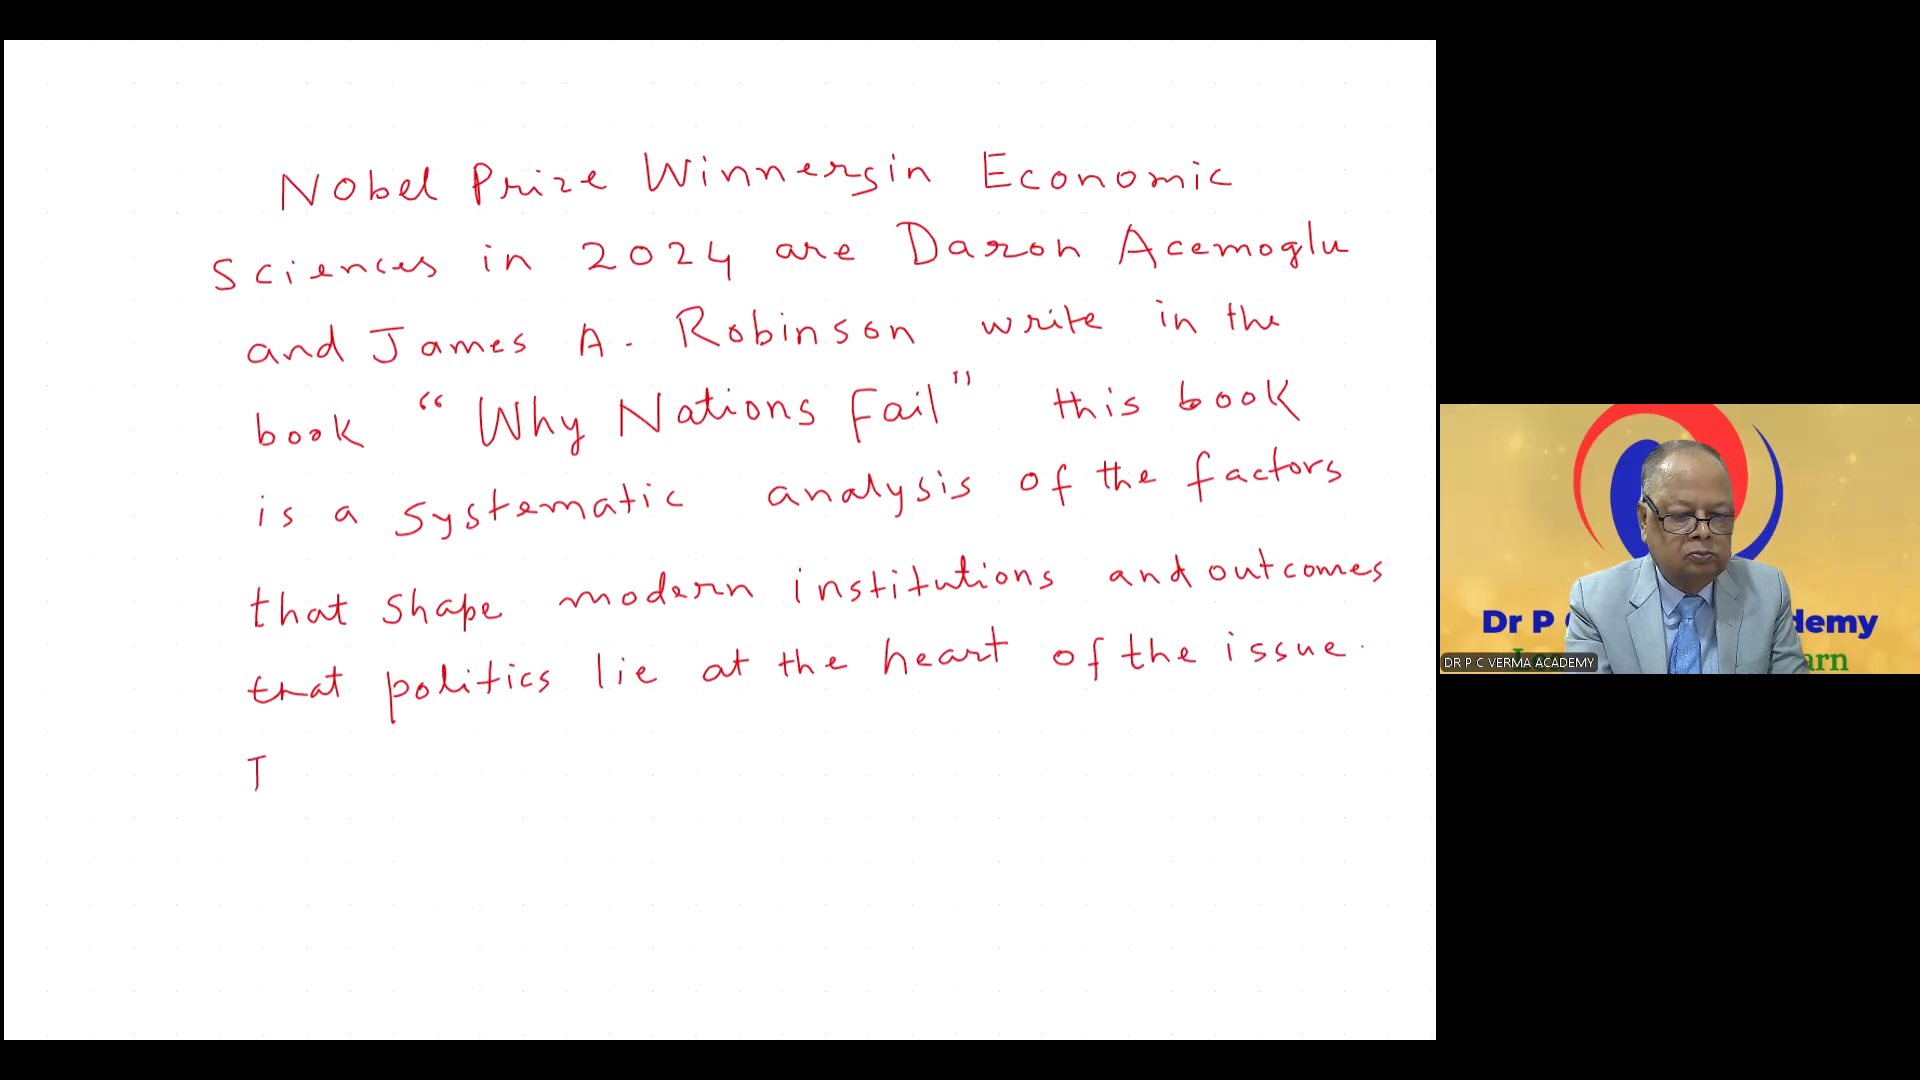 Nobel Prize Winnersin Economic
Sciences in 2024 are Daron Acemoglu
and James A. Robinson write in the
book "Why Nations Fail" this book
is a systematic analysis of the factors
that shape modern institutions and outcomes
that politics lie at the heart of the issue.
T
Dr P demy
arn
DR P C VERMA ACADEMY